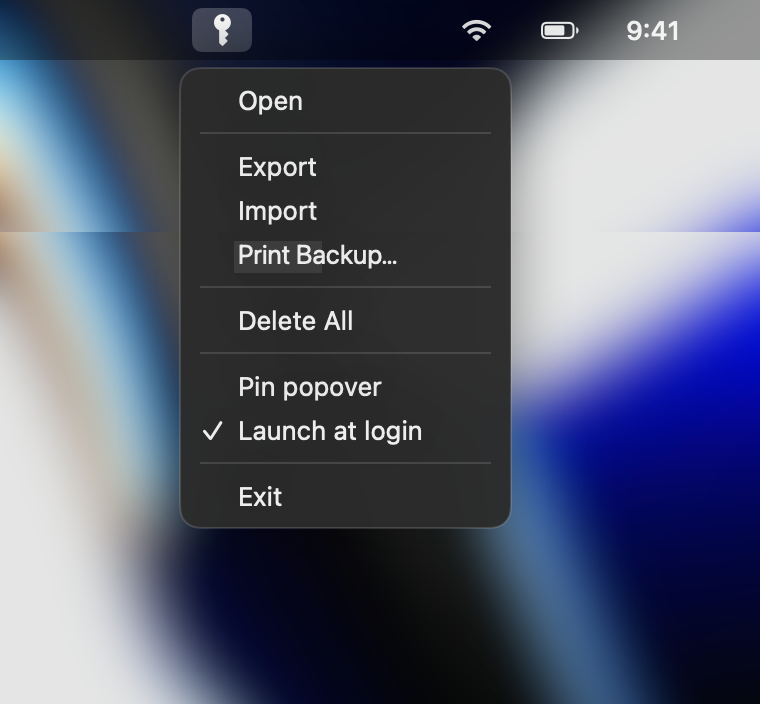 9:41
Open
Export
Import
Print Backup...
Delete All
Pin popover
✓ Launch at login
Exit